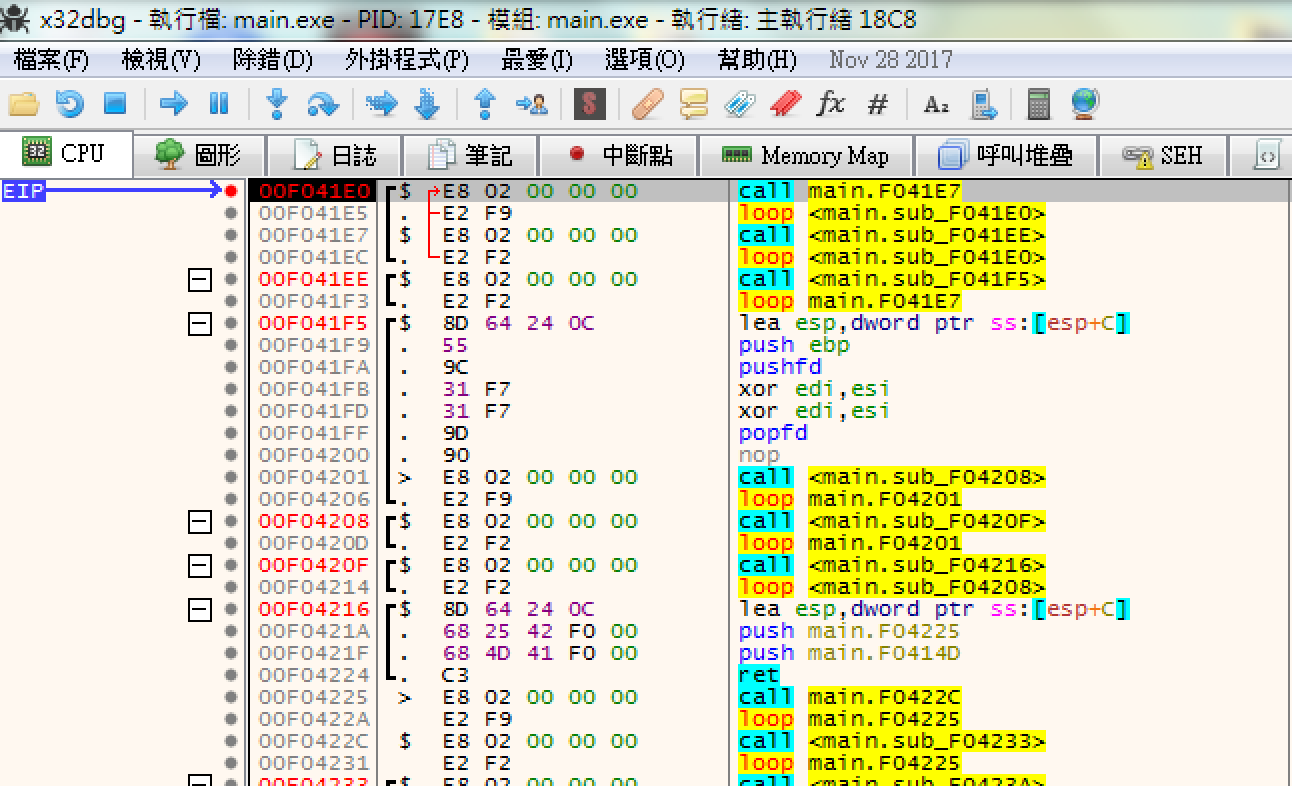 x32dbg - 執行檔: main.exe - PID: 17E8 - 模組: main.exe - 執行緒: 主執行緒 18C8
檔案(F) 檢視(V) 除錯(D) 外掛程式(P) 最愛(I) 選項(O) 幫助(H) Nov 28 2017
S fx # A₂
CPU 圖形 日誌 筆記 中斷點 Memory Map 呼叫堆疊 SEH
EIP 00F041E0 $ E8 02 00 00 00 call main.F041E7
00F041E5 . E2 F9 loop <main.sub_F041E0>
00F041E7 $ E8 02 00 00 00 call <main.sub_F041EE>
00F041EC . E2 F2 loop <main.sub_F041E0>
00F041EE $ E8 02 00 00 00 call <main.sub_F041F5>
00F041F3 . E2 F2 loop main.F041E7
00F041F5 $ 8D 64 24 0C lea esp,dword ptr ss:[esp+C]
00F041F9 . 55 push ebp
00F041FA . 9C pushfd
00F041FB . 31 F7 xor edi,esi
00F041FD . 31 F7 xor edi,esi
00F041FF . 9D popfd
00F04200 . 90 nop
00F04201 > E8 02 00 00 00 call <main.sub_F04208>
00F04206 . E2 F9 loop main.F04201
00F04208 $ E8 02 00 00 00 call <main.sub_F0420F>
00F0420D . E2 F2 loop main.F04201
00F0420F $ E8 02 00 00 00 call <main.sub_F04216>
00F04214 . E2 F2 loop <main.sub_F04208>
00F04216 $ 8D 64 24 0C lea esp,dword ptr ss:[esp+C]
00F0421A . 68 25 42 F0 00 push main.F04225
00F0421F . 68 4D 41 F0 00 push main.F0414D
00F04224 . C3 ret
00F04225 > E8 02 00 00 00 call main.F0422C
00F0422A . E2 F9 loop main.F04225
00F0422C $ E8 02 00 00 00 call <main.sub_F04233>
00F04231 . E2 F2 loop main.F04225
00F04233 $ E8 02 00 00 00 call <main.sub_F0423A>